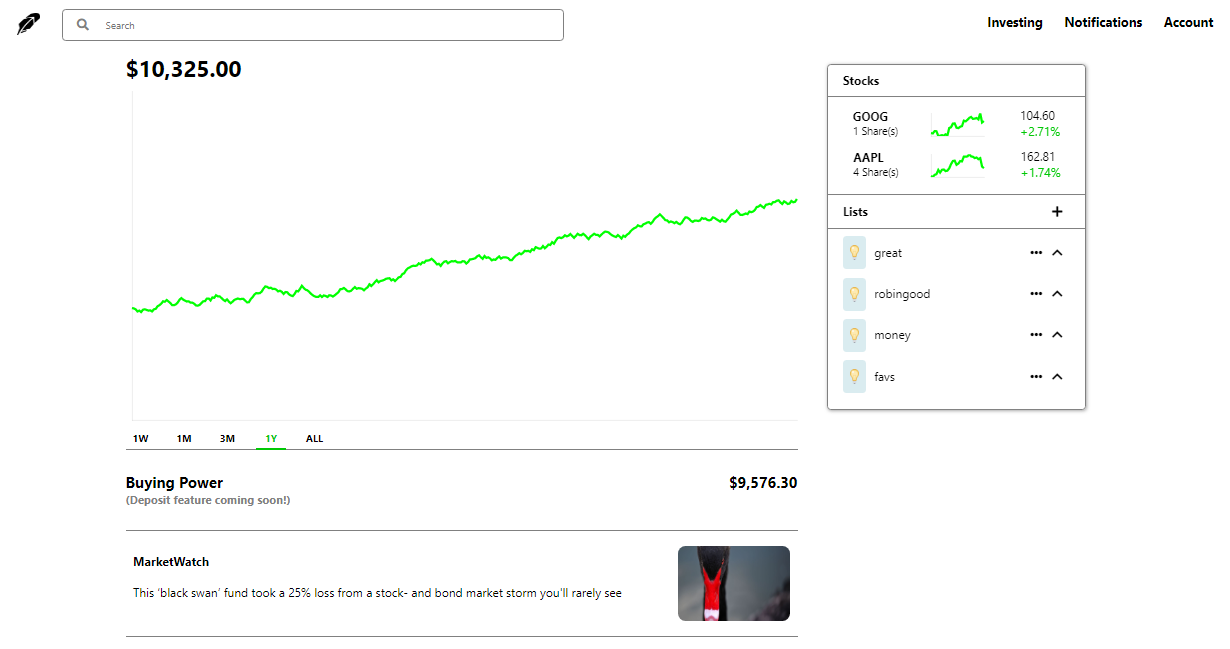 Search
Investing Notifications Account
$10,325.00
1W 1M 3M 1Y ALL
Buying Power $9,576.30
(Deposit feature coming soon!)
MarketWatch
This ‘black swan’ fund took a 25% loss from a stock- and bond market storm you'll rarely see
Stocks
GOOG 104.60
1 Share(s) +2.71%
AAPL 162.81
4 Share(s) +1.74%
Lists +
great
robingood
money
favs